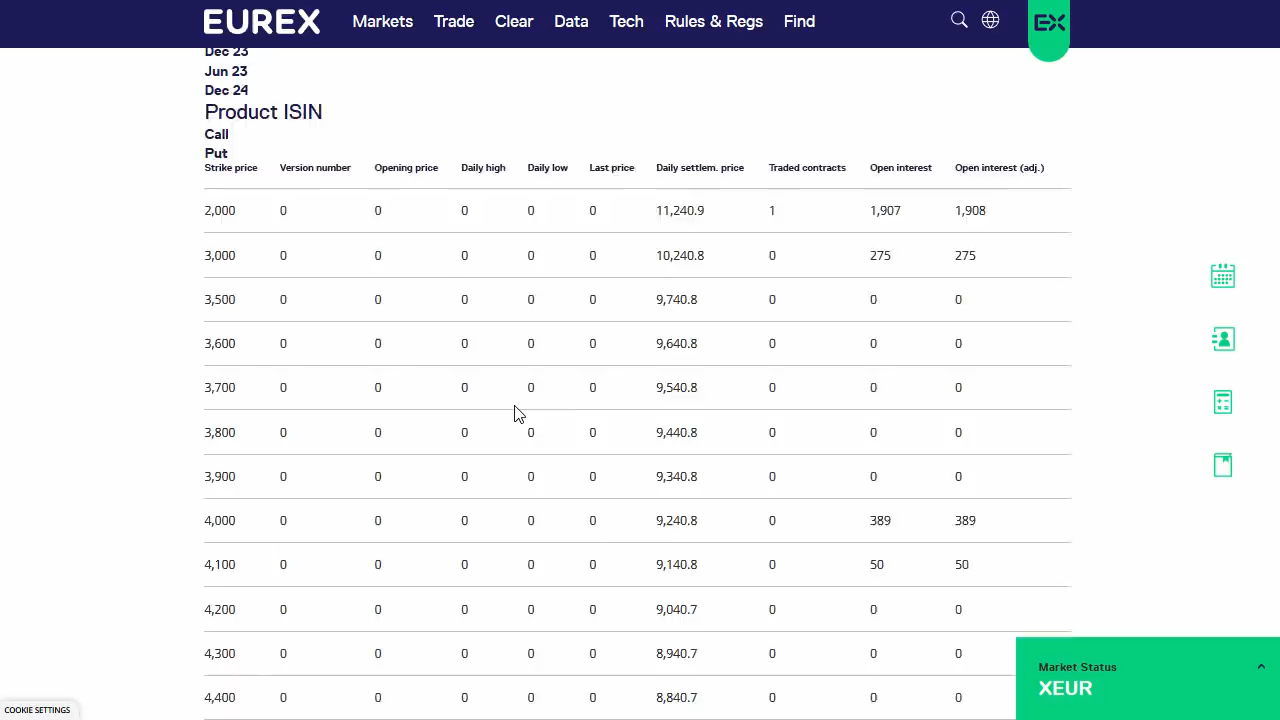 EUREX Markets Trade Clear Data Tech Rules & Regs Find EX
Dec 23
Jun 23
Dec 24
Product ISIN
Call
Put
Strike price Version number Opening price Daily high Daily low Last price Daily settlem. price Traded contracts Open interest Open interest (adj.)
2,000 0 0 0 0 0 11,240.9 1 1,907 1,908
3,000 0 0 0 0 0 10,240.8 0 275 275
3,500 0 0 0 0 0 9,740.8 0 0 0
3,600 0 0 0 0 0 9,640.8 0 0 0
3,700 0 0 0 0 0 9,540.8 0 0 0
3,800 0 0 0 0 0 9,440.8 0 0 0
3,900 0 0 0 0 0 9,340.8 0 0 0
4,000 0 0 0 0 0 9,240.8 0 389 389
4,100 0 0 0 0 0 9,140.8 0 50 50
4,200 0 0 0 0 0 9,040.7 0 0 0
4,300 0 0 0 0 0 8,940.7 0 0 0
4,400 0 0 0 0 0 8,840.7 0 0 0
Market Status
XEUR
COOKIE SETTINGS